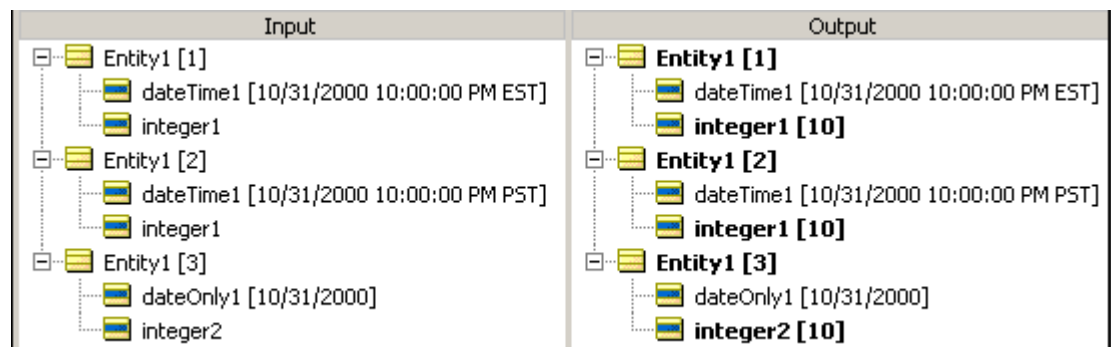 Input
Entity1 [1]
dateTime1 [10/31/2000 10:00:00 PM EST]
integer1
Entity1 [2]
dateTime1 [10/31/2000 10:00:00 PM PST]
integer1
Entity1 [3]
dateOnly1 [10/31/2000]
integer2
Output
Entity1 [1]
dateTime1 [10/31/2000 10:00:00 PM EST]
integer1 [10]
Entity1 [2]
dateTime1 [10/31/2000 10:00:00 PM PST]
integer1 [10]
Entity1 [3]
dateOnly1 [10/31/2000]
integer2 [10]